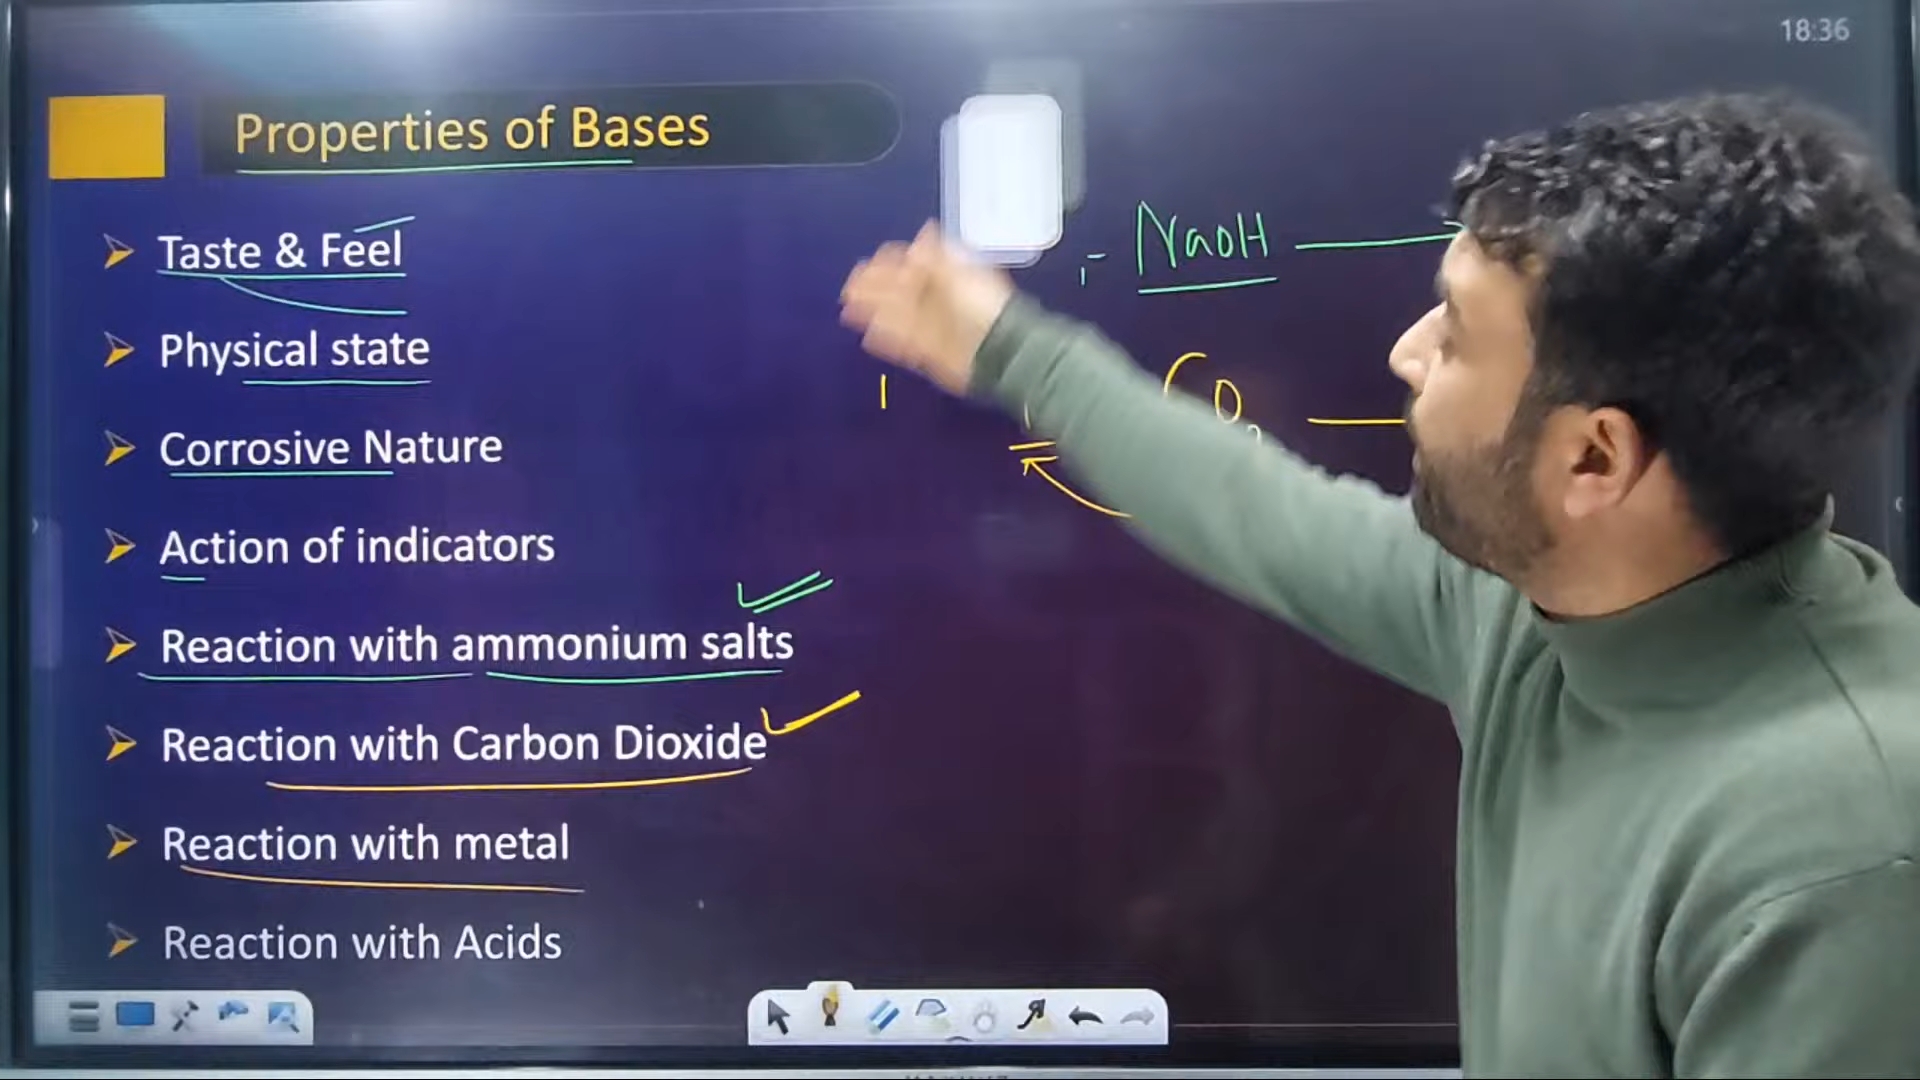 18:36
Properties of Bases
Taste & Feel
Physical state
Corrosive Nature
Action of indicators
Reaction with ammonium salts
Reaction with Carbon Dioxide
Reaction with metal
Reaction with Acids
NaOH
CO2